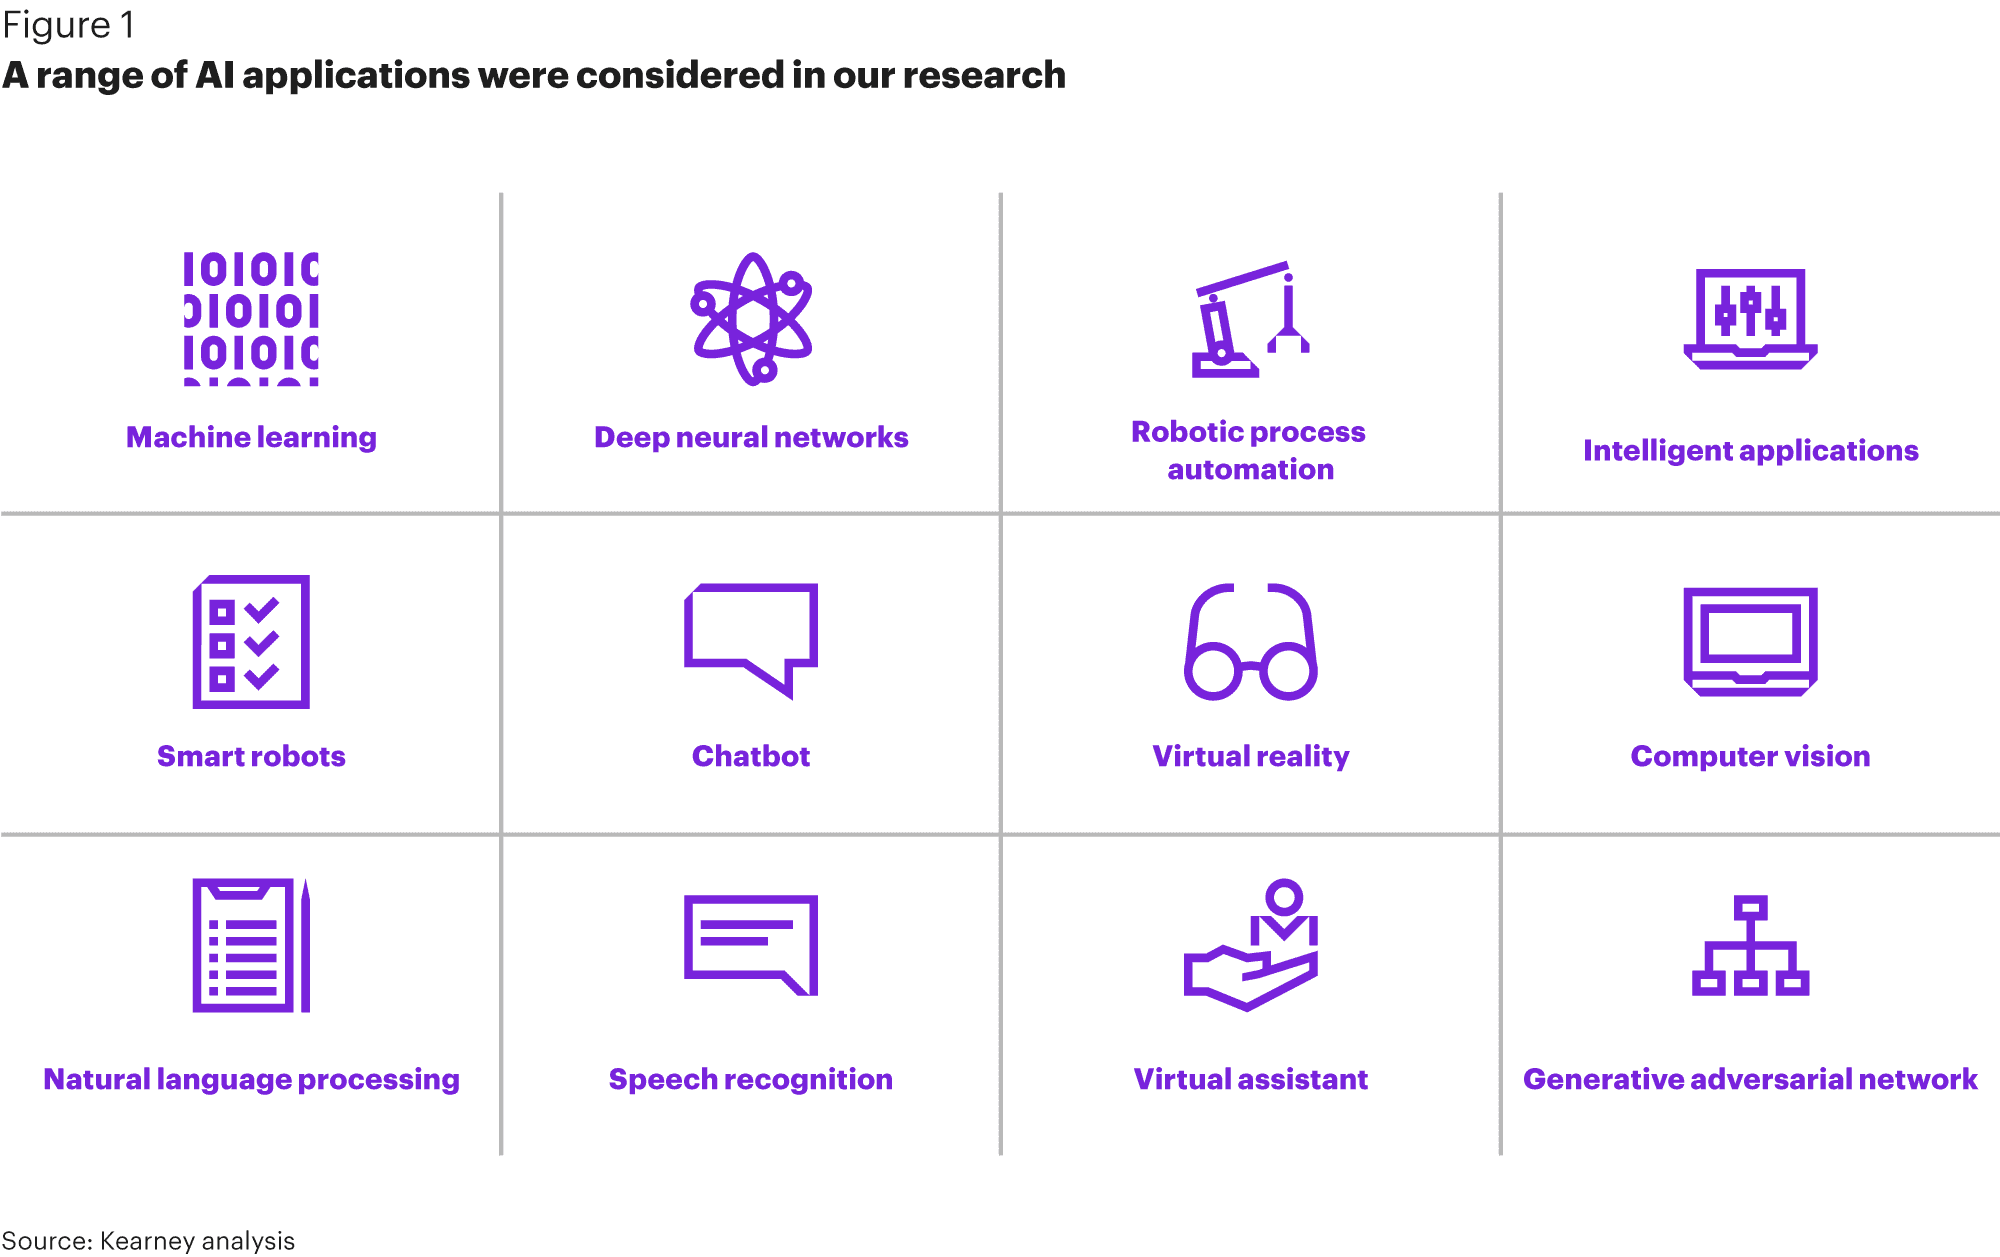 Figure 1
A range of AI applications were considered in our research
Machine learning
Deep neural networks
Robotic process
automation
Intelligent applications
Smart robots
Chatbot
Virtual reality
Computer vision
Natural language processing
Speech recognition
Virtual assistant
Generative adversarial network
Source: Kearney analysis